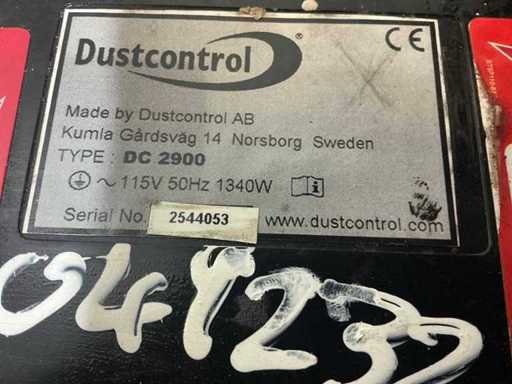 Dustcontrol®
CE
Made by Dustcontrol AB
Kumla Gårdsväg 14 Norsborg Sweden
TYPE : DC 2900
~ 115V 50Hz 1340W i
Serial No. 2544053 www.dustcontrol.com